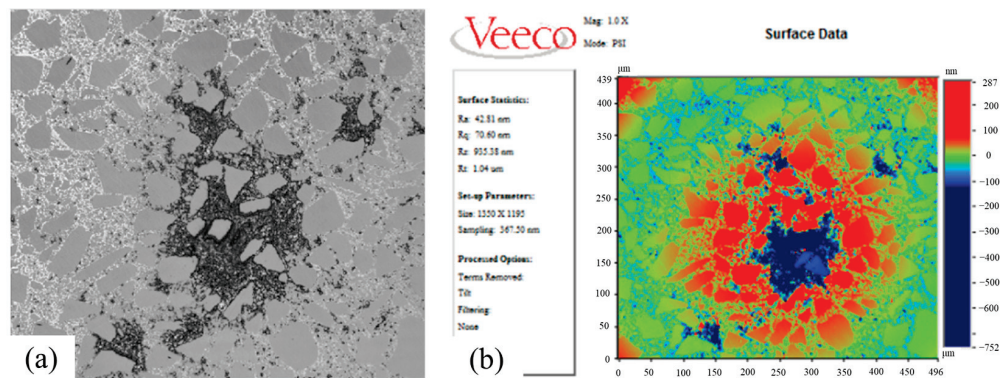 (a)
Veeco
Mag: 1.0 X
Mode: PSI
Surface Data
Surface Statistics:
Ra: 42.81 nm
Rq: 70.60 nm
Rz: 935.38 nm
Rt: 1.04 um
Set-up Parameters:
Size: 1350 X 1195
Sampling: 367.50 nm
Processed Options:
Terms Removed:
Tilt
Filtering:
None
(b)
μm
439
400
350
300
250
200
150
100
50
0
0 50 100 150 200 250 300 350 400 450 496
μm
nm
287
200
100
0
−100
−200
−300
−400
−500
−600
−752